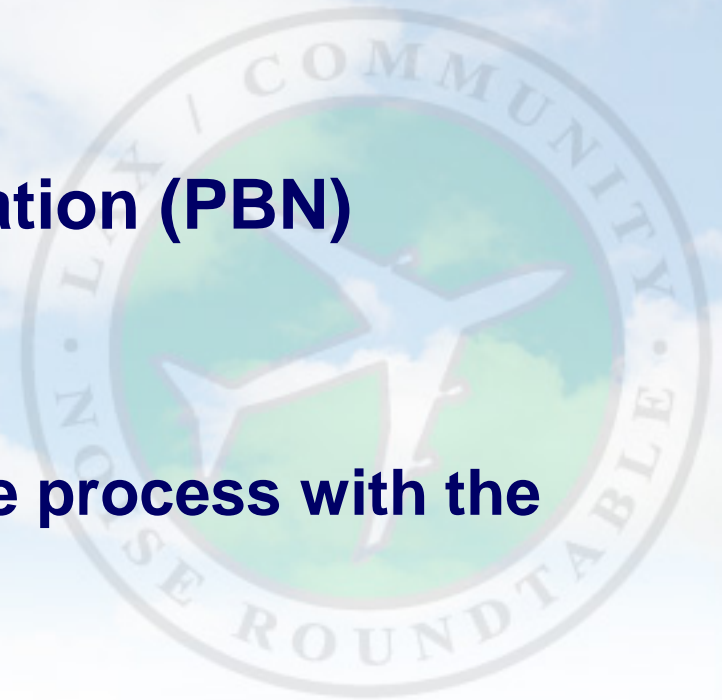 ation (PBN)
e process with the
LAX / COMMUNITY
NOISE ROUNDTABLE